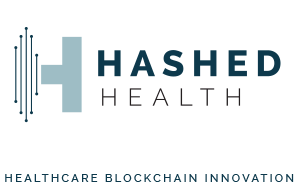 HASHED
HEALTH
HEALTHCARE BLOCKCHAIN INNOVATION